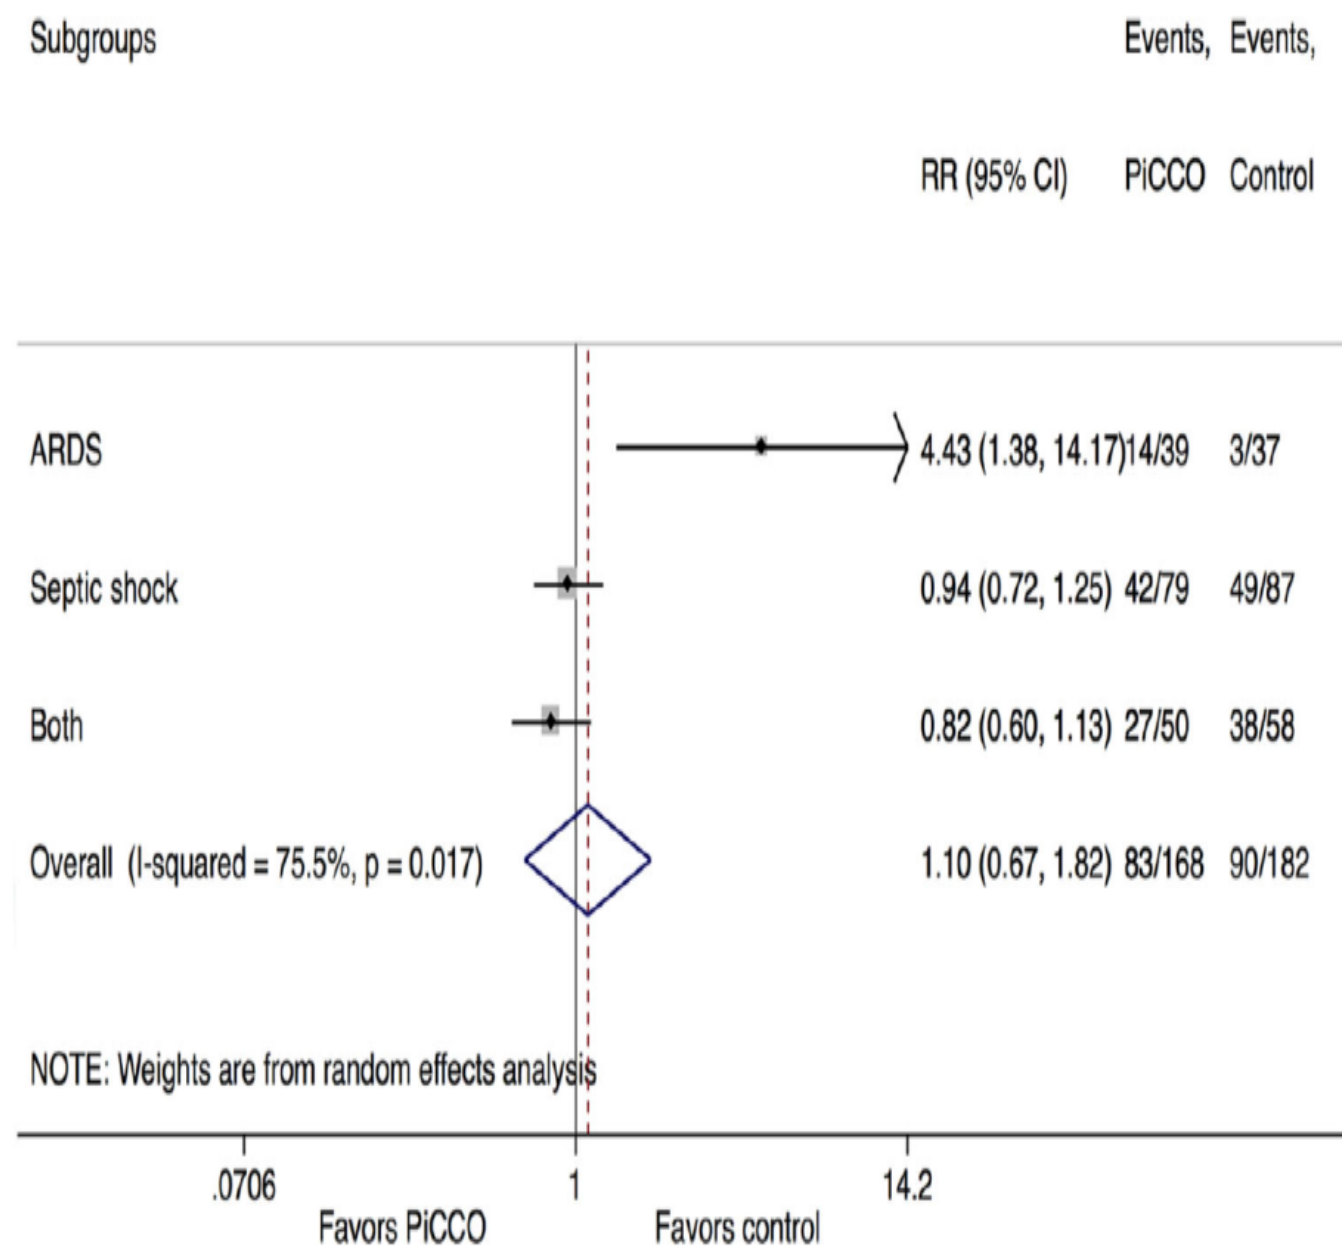 Subgroups Events, Events,
RR (95% CI) PiCCO Control
ARDS 4.43 (1.38, 14.17)14/39 3/37
Septic shock 0.94 (0.72, 1.25) 42/79 49/87
Both 0.82 (0.60, 1.13) 27/50 38/58
Overall (I-squared = 75.5%, p = 0.017) 1.10 (0.67, 1.82) 83/168 90/182
NOTE: Weights are from random effects analysis
.0706 1 14.2
Favors PiCCO Favors control